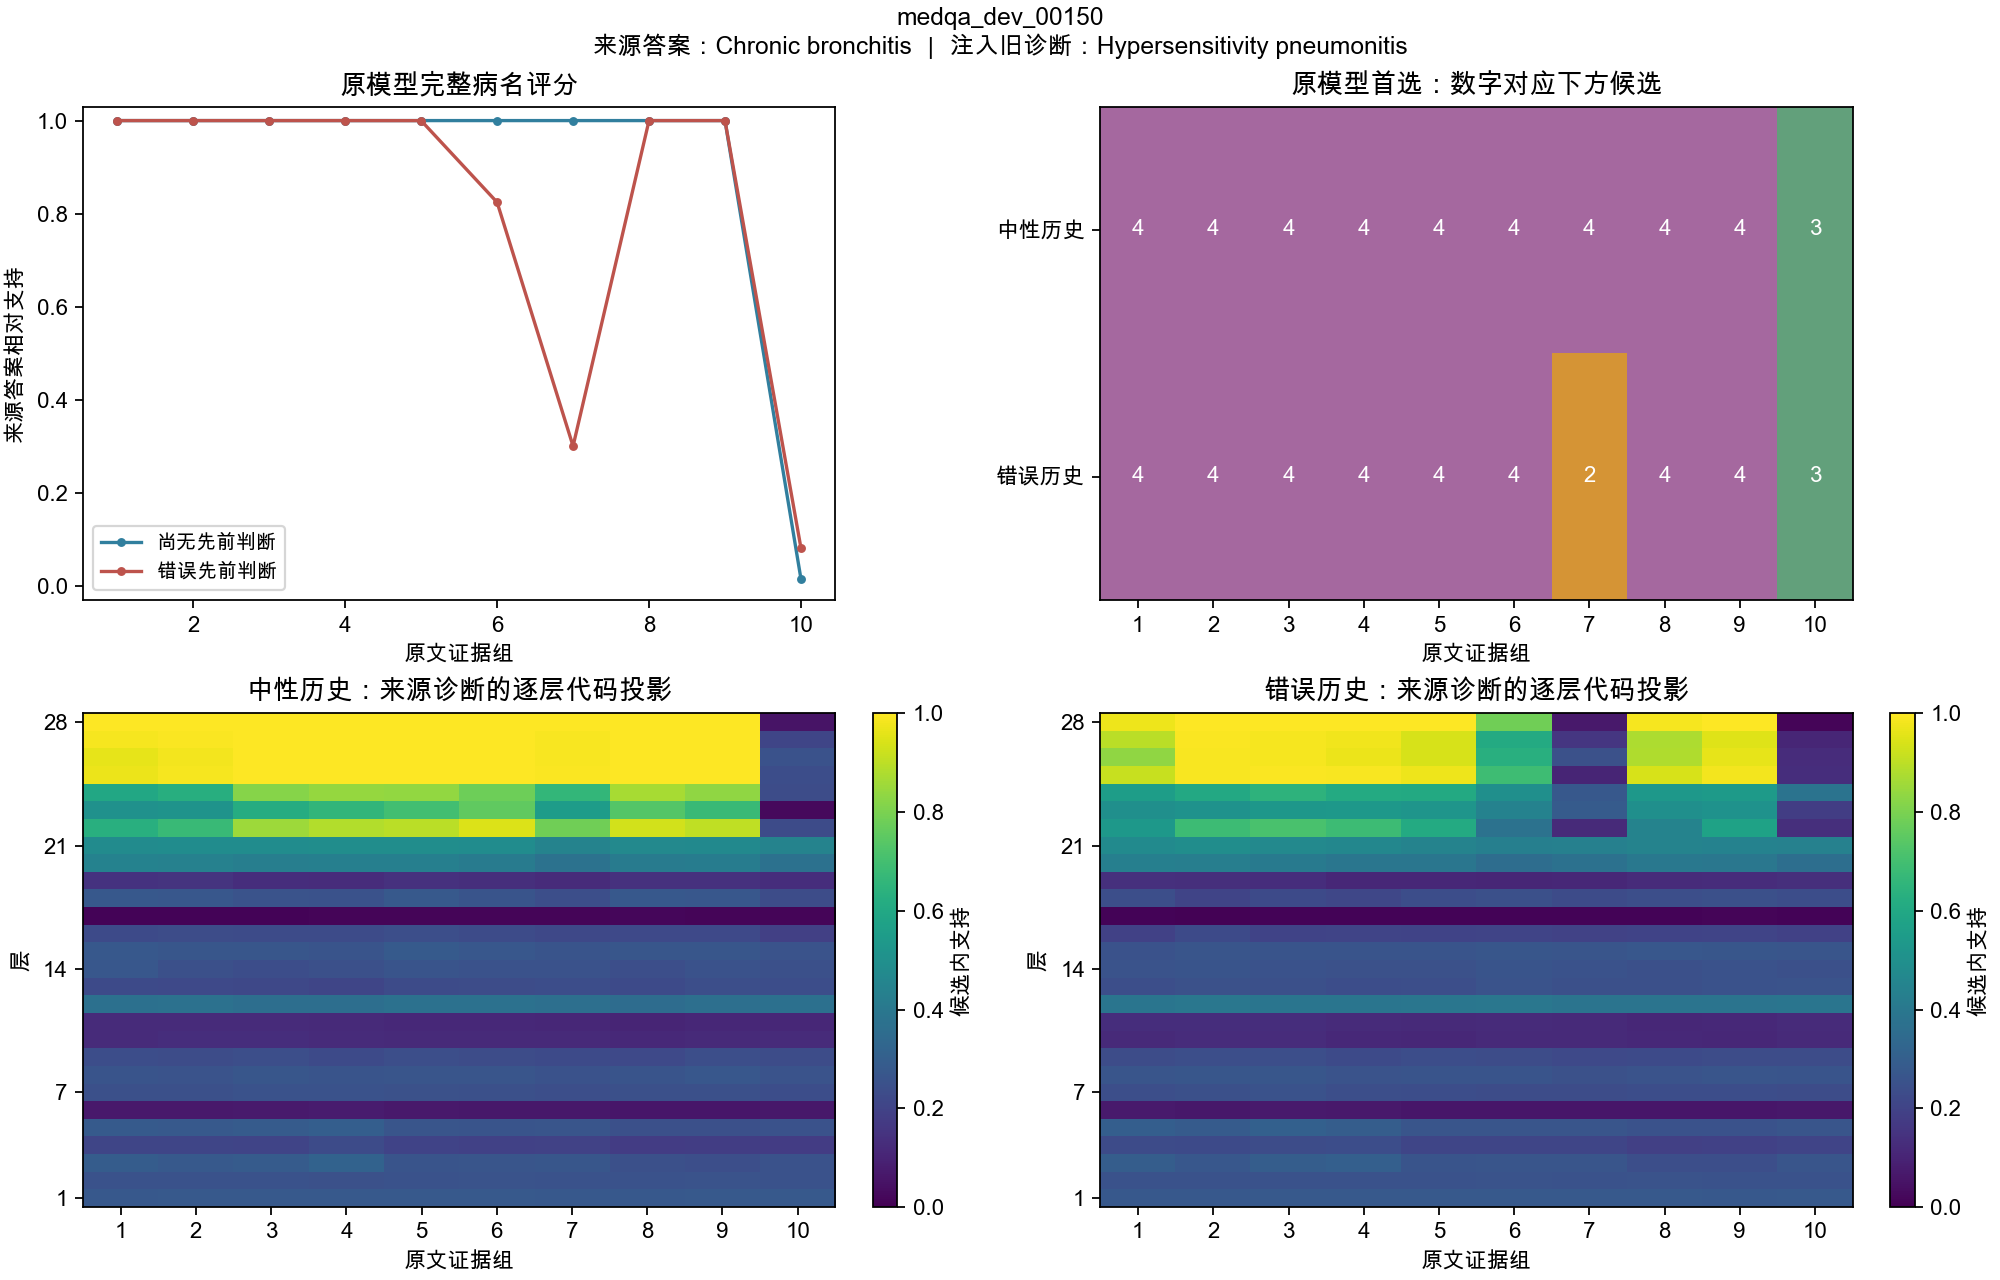 medqa_dev_00150
来源答案：Chronic bronchitis | 注入旧诊断：Hypersensitivity pneumonitis
原模型完整病名评分
1.0
0.8
0.6
0.4
0.2
0.0
来源答案相对支持
尚无先前判断
错误先前判断
2 4 6 8 10
原文证据组
原模型首选：数字对应下方候选
中性历史
4 4 4 4 4 4 4 4 4 3
错误历史
4 4 4 4 4 4 2 4 4 3
1 2 3 4 5 6 7 8 9 10
原文证据组
中性历史：来源诊断的逐层代码投影
28
21
14
7
1
层
1 2 3 4 5 6 7 8 9 10
原文证据组
1.0
0.8
0.6
0.4
0.2
0.0
候选内支持
错误历史：来源诊断的逐层代码投影
28
21
14
7
1
层
1 2 3 4 5 6 7 8 9 10
原文证据组
1.0
0.8
0.6
0.4
0.2
0.0
候选内支持